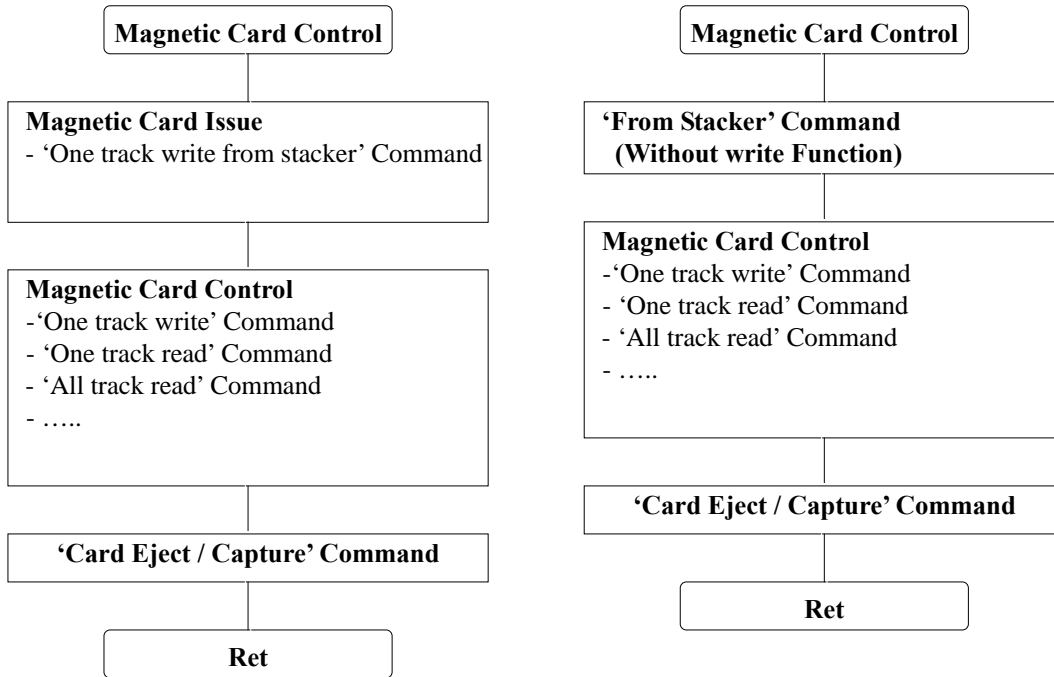 Magnetic Card Control
Magnetic Card Issue
- ‘One track write from stacker’ Command
Magnetic Card Control
-‘One track write’ Command
- ‘One track read’ Command
- ‘All track read’ Command
- …..
‘Card Eject / Capture’ Command
Ret
Magnetic Card Control
‘From Stacker’ Command
(Without write Function)
Magnetic Card Control
-‘One track write’ Command
- ‘One track read’ Command
- ‘All track read’ Command
- …..
‘Card Eject / Capture’ Command
Ret